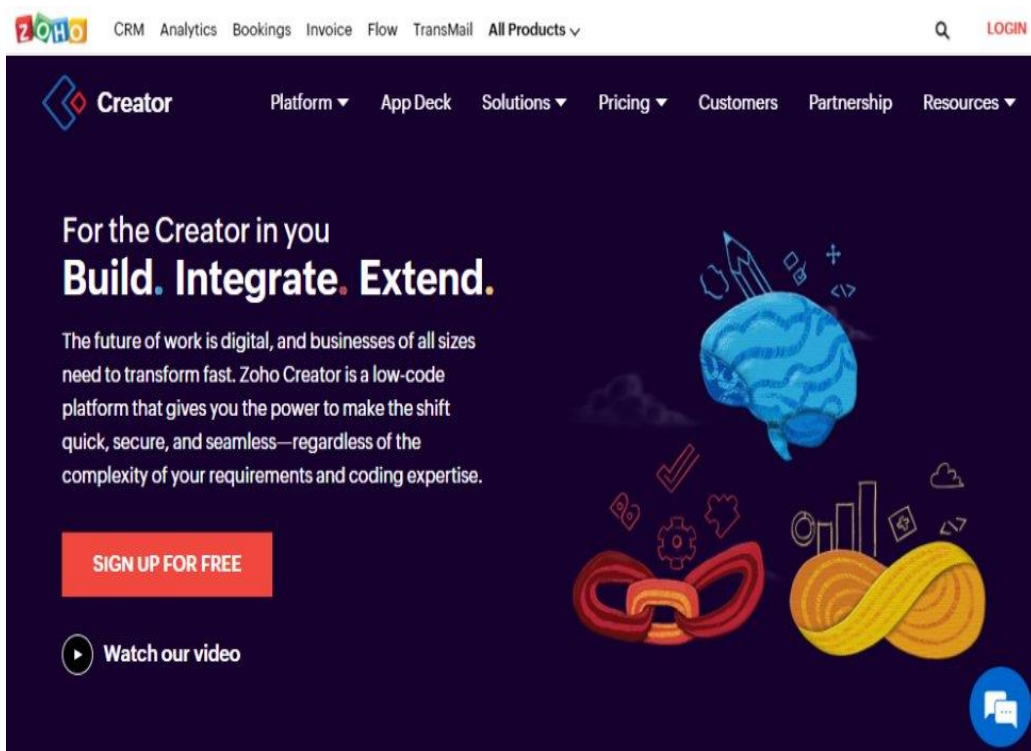 ZOHO CRM Analytics Bookings Invoice Flow TransMail All Products LOGIN
Creator Platform App Deck Solutions Pricing Customers Partnership Resources
For the Creator in you
Build. Integrate. Extend.
The future of work is digital, and businesses of all sizes
need to transform fast. Zoho Creator is a low-code
platform that gives you the power to make the shift
quick, secure, and seamless—regardless of the
complexity of your requirements and coding expertise.
SIGN UP FOR FREE
Watch our video